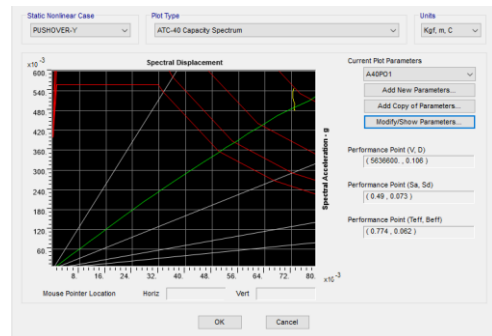 Static Nonlinear Case
PUSHOVER-Y
Plot Type
ATC-40 Capacity Spectrum
Units
Kgf, m, C
x10 -3
Spectral Displacement
600.
540.
480.
420.
360.
300.
240.
180.
120.
60.
Spectral Acceleration - g
8. 16. 24. 32. 40. 48. 56. 64. 72. 80. x10 -3
Mouse Pointer Location Horiz Vert
Current Plot Parameters
A40PO1
Add New Parameters...
Add Copy of Parameters...
Modify/Show Parameters...
Performance Point (V, D)
( 5636600. , 0.106 )
Performance Point (Sa, Sd)
( 0.49 , 0.073 )
Performance Point (Teff, Beff)
( 0.774 , 0.062 )
OK Cancel